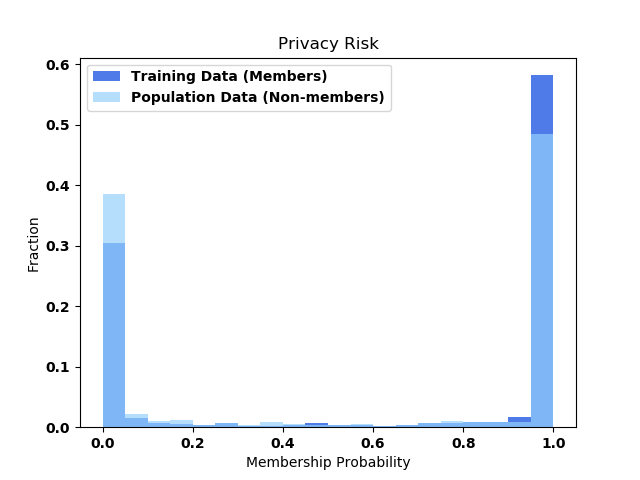 Privacy Risk
Training Data (Members)
Population Data (Non-members)
Fraction
0.6
0.5
0.4
0.3
0.2
0.1
0.0
0.0 0.2 0.4 0.6 0.8 1.0
Membership Probability